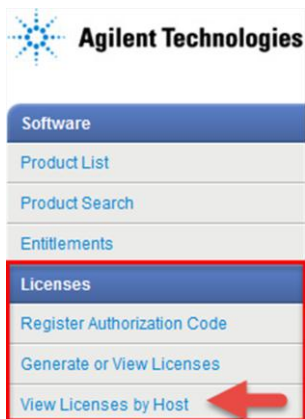 Agilent Technologies
Software
Product List
Product Search
Entitlements
Licenses
Register Authorization Code
Generate or View Licenses
View Licenses by Host